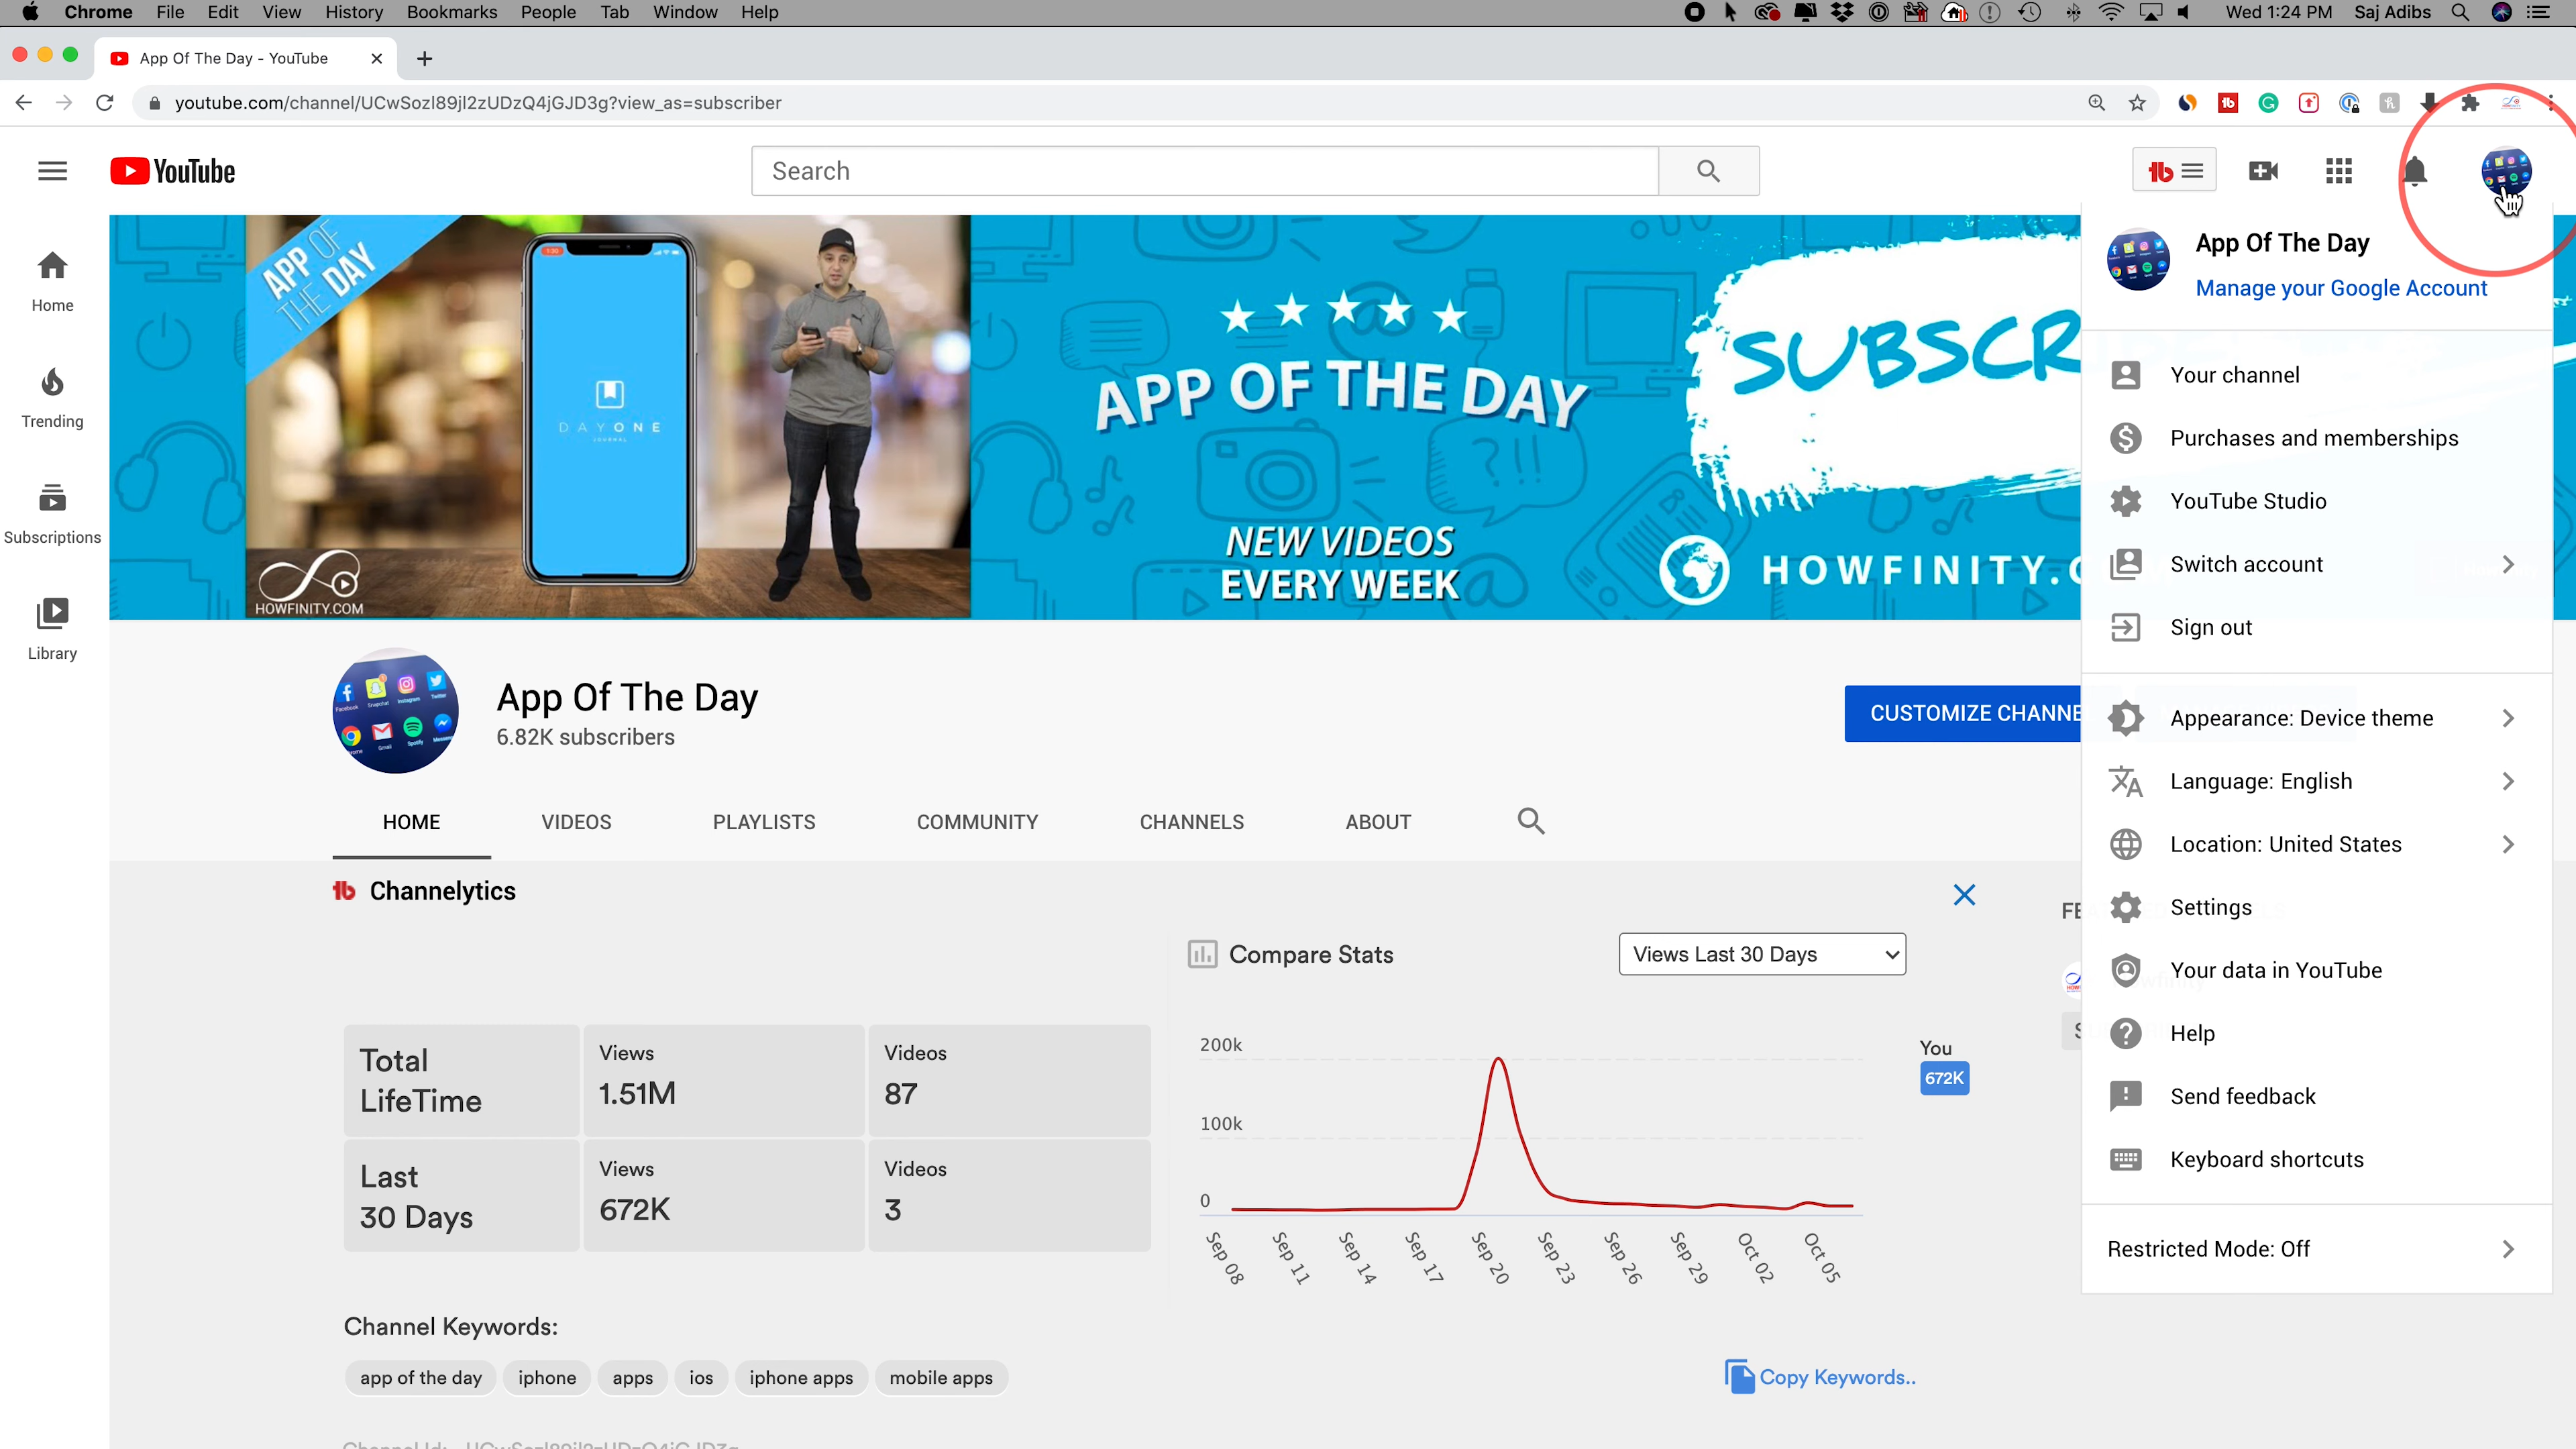 Chrome File Edit View History Bookmarks People Tab Window Help
Wed 1:24 PM Saj Adibs
App Of The Day - YouTube
youtube.com/channel/UCwSozl89jl2zUDzQ4jGJD3g?view_as=subscriber
YouTube
Search
APP OF THE DAY
1:30
DAYONE
JOURNAL
HOWFINITY.COM
APP OF THE DAY
NEW VIDEOS
EVERY WEEK
SUBSCR
HOWFINITY.C
Home
Trending
Subscriptions
Library
App Of The Day
Manage your Google Account
Your channel
Purchases and memberships
YouTube Studio
Switch account
Sign out
Appearance: Device theme
Language: English
Location: United States
Settings
Your data in YouTube
Help
Send feedback
Keyboard shortcuts
Restricted Mode: Off
App Of The Day
6.82K subscribers
CUSTOMIZE CHANNE
HOME VIDEOS PLAYLISTS COMMUNITY CHANNELS ABOUT
Channelytics
FE
Compare Stats
Views Last 30 Days
Total LifeTime
Views
1.51M
Videos
87
Last 30 Days
Views
672K
Videos
3
200k
100k
0
Sep 08 Sep 11 Sep 14 Sep 17 Sep 20 Sep 23 Sep 26 Sep 29 Oct 02 Oct 05
You
672K
Channel Keywords:
app of the day iphone apps ios iphone apps mobile apps
Copy Keywords..